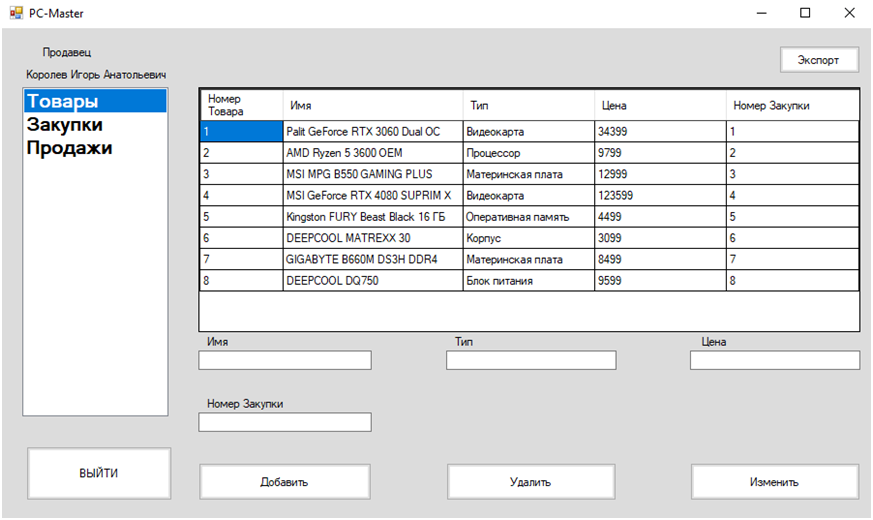 PC-Master
Продавец
Королев Игорь Анатольевич
Экспорт
Товары
Закупки
Продажи
Номер Товара Имя Тип Цена Номер Закупки
1 Palit GeForce RTX 3060 Dual OC Видеокарта 34399 1
2 AMD Ryzen 5 3600 OEM Процессор 9799 2
3 MSI MPG B550 GAMING PLUS Материнская плата 12999 3
4 MSI GeForce RTX 4080 SUPRIM X Видеокарта 123599 4
5 Kingston FURY Beast Black 16 ГБ Оперативная память 4499 5
6 DEEPCOOL MATREXX 30 Корпус 3099 6
7 GIGABYTE B660M DS3H DDR4 Материнская плата 8499 7
8 DEEPCOOL DQ750 Блок питания 9599 8
Имя Тип Цена
Номер Закупки
ВЫЙТИ Добавить Удалить Изменить